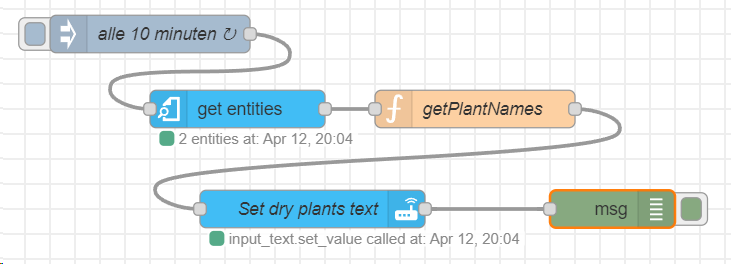 alle 10 minuten ↻
get entities
getPlantNames
2 entities at: Apr 12, 20:04
Set dry plants text
msg
input_text.set_value called at: Apr 12, 20:04